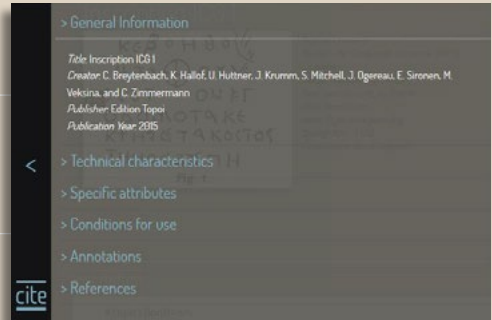 > General Information
Title: Inscription ICG 1
Creator: C. Breytenbach, K. Hallof, U. Huttner, J. Krumm, S. Mitchell, J. Ogereau, E. Sironen, M.
Veksina, and C. Zimmermann
Publisher: Edition Topoi
Publication Year: 2015
<
> Technical characteristics
> Specific attributes
> Conditions for use
> Annotations
> References
cite